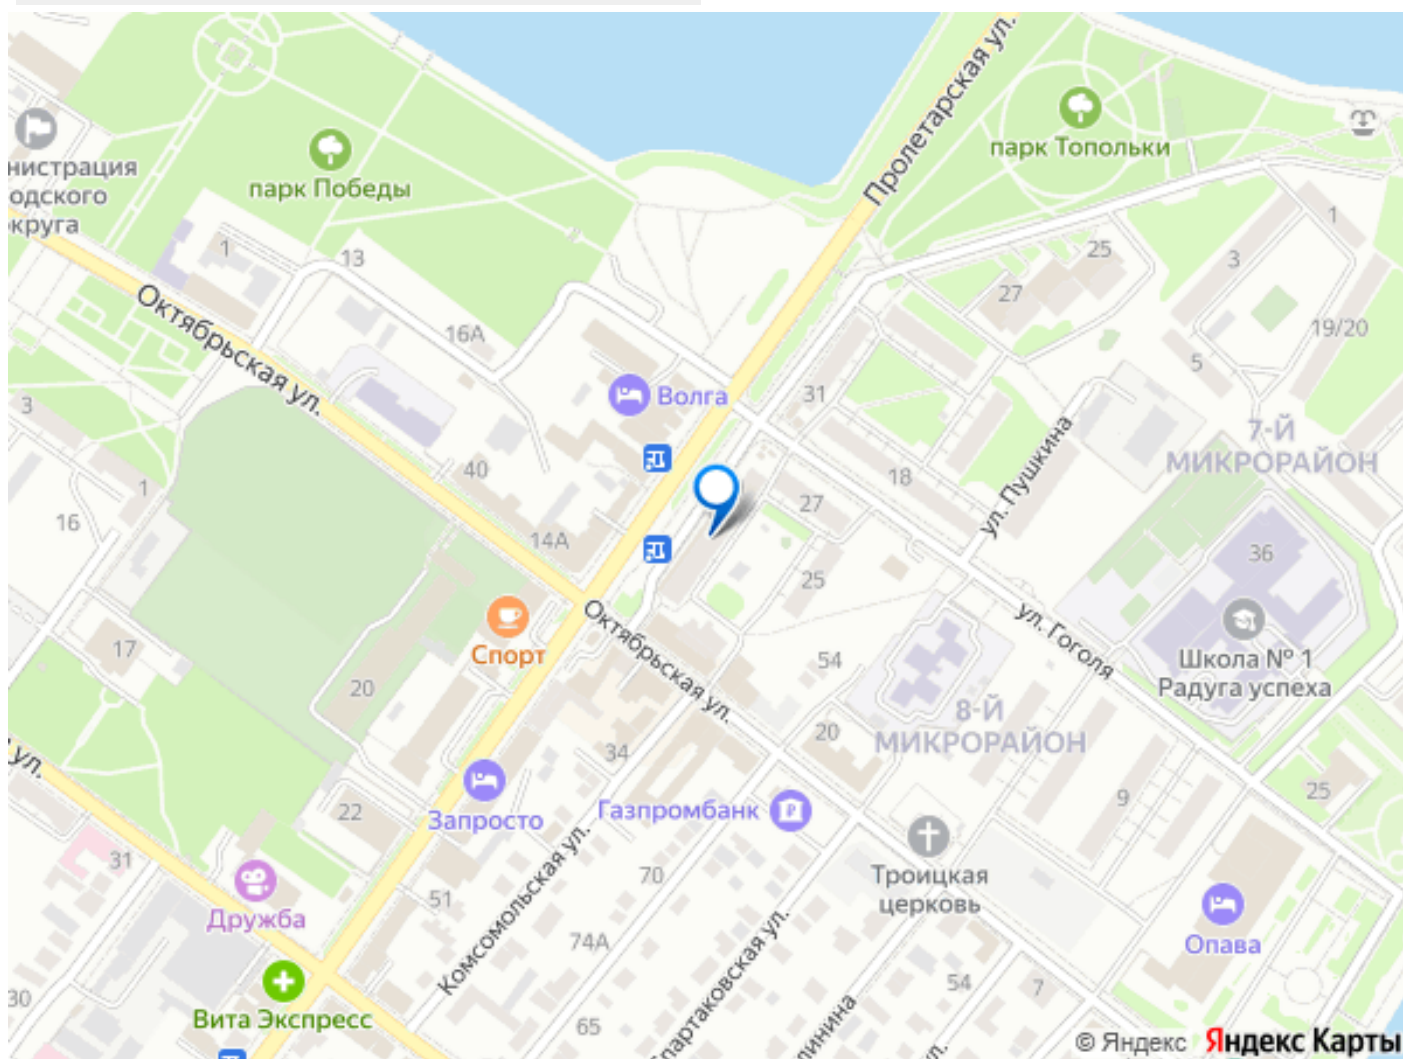 Пролетарская ул.
парк Топольки
парк Победы
нистрация
одского
округа
1
13
25
1
3
27
Октябрьская ул.
16А
19/20
5
Волга
31
3
7-Й
МИКРОРАЙОН
40
18
ул. Пушкина
1
16
27
14А
36
25
Октябрьская ул.
ул. Гоголя
Спорт
17
54
Школа № 1
Радуга успеха
20
8-Й
МИКРОРАЙОН
20
34
ул.
25
9
Запросто
Газпромбанк
22
31
Комсомольская ул.
70
Троицкая
церковь
51
Дружба
74А
Опава
Спартаковская ул.
54
7
30
Вита Экспресс
65
линина
ул.
© Яндекс Яндекс Карты